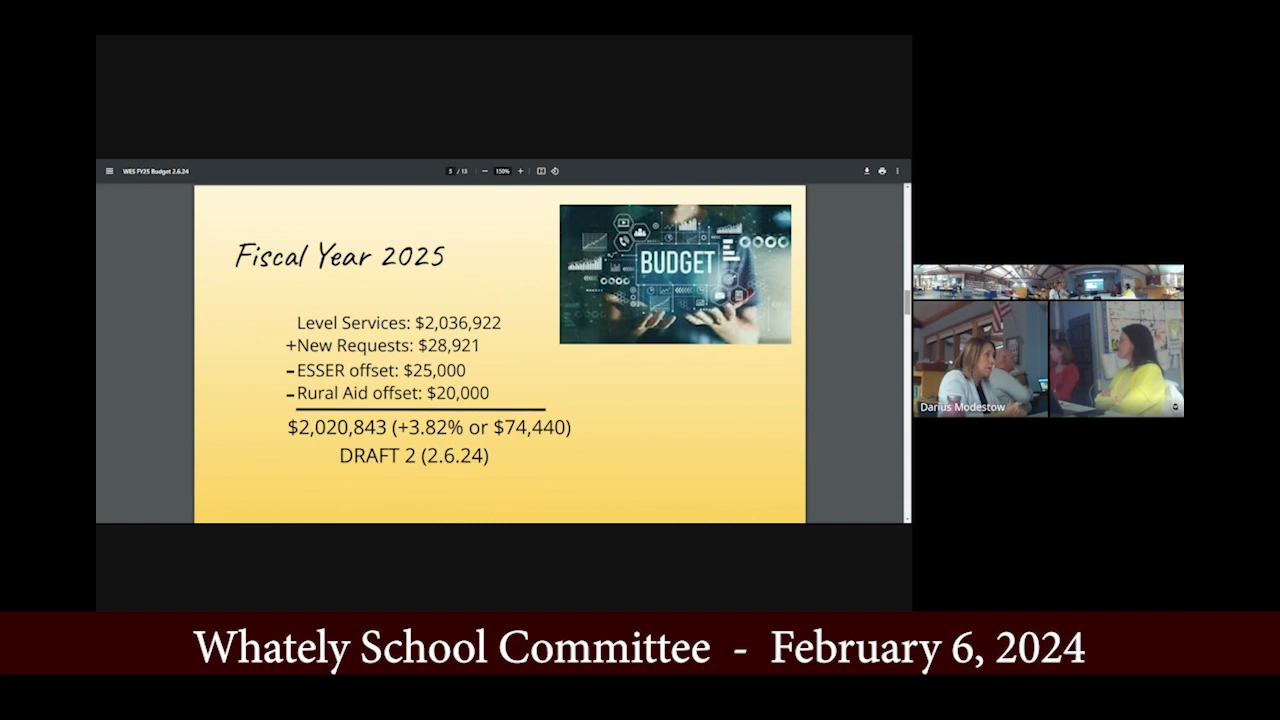 WES FY25 Budget 2.6.24
5 / 13
150%
Fiscal Year 2025
BUDGET
Level Services: $2,036,922
+New Requests: $28,921
-ESSER offset: $25,000
-Rural Aid offset: $20,000
$2,020,843 (+3.82% or $74,440)
DRAFT 2 (2.6.24)
Darius Modestow
Whately School Committee - February 6, 2024